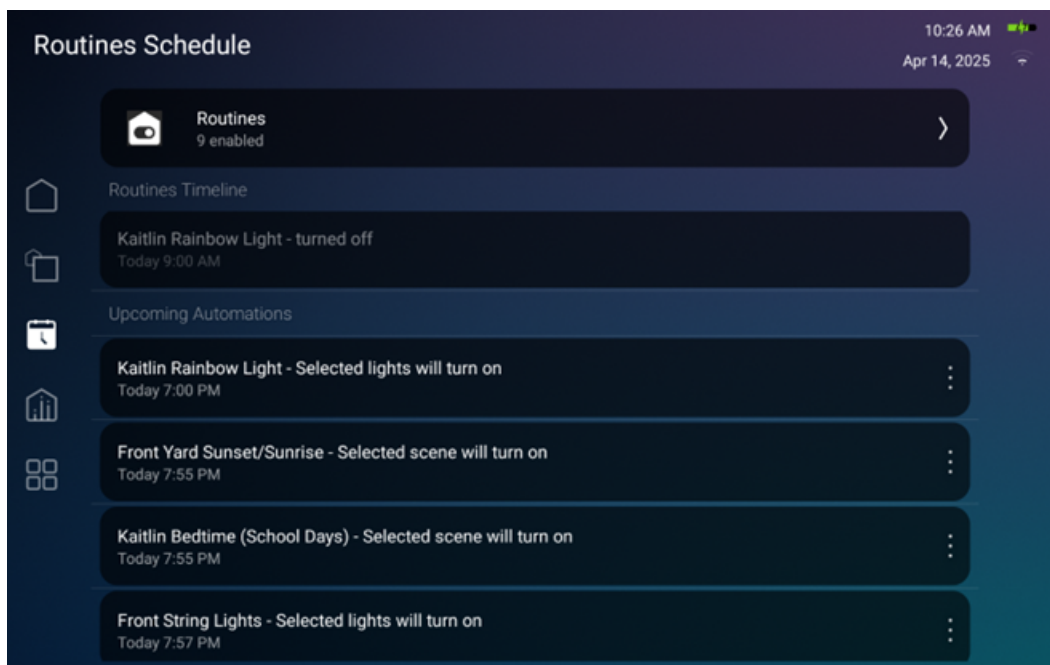 Routines Schedule
10:26 AM
Apr 14, 2025
Routines
9 enabled
Routines Timeline
Kaitlin Rainbow Light - turned off
Today 9:00 AM
Upcoming Automations
Kaitlin Rainbow Light - Selected lights will turn on
Today 7:00 PM
Front Yard Sunset/Sunrise - Selected scene will turn on
Today 7:55 PM
Kaitlin Bedtime (School Days) - Selected scene will turn on
Today 7:55 PM
Front String Lights - Selected lights will turn on
Today 7:57 PM